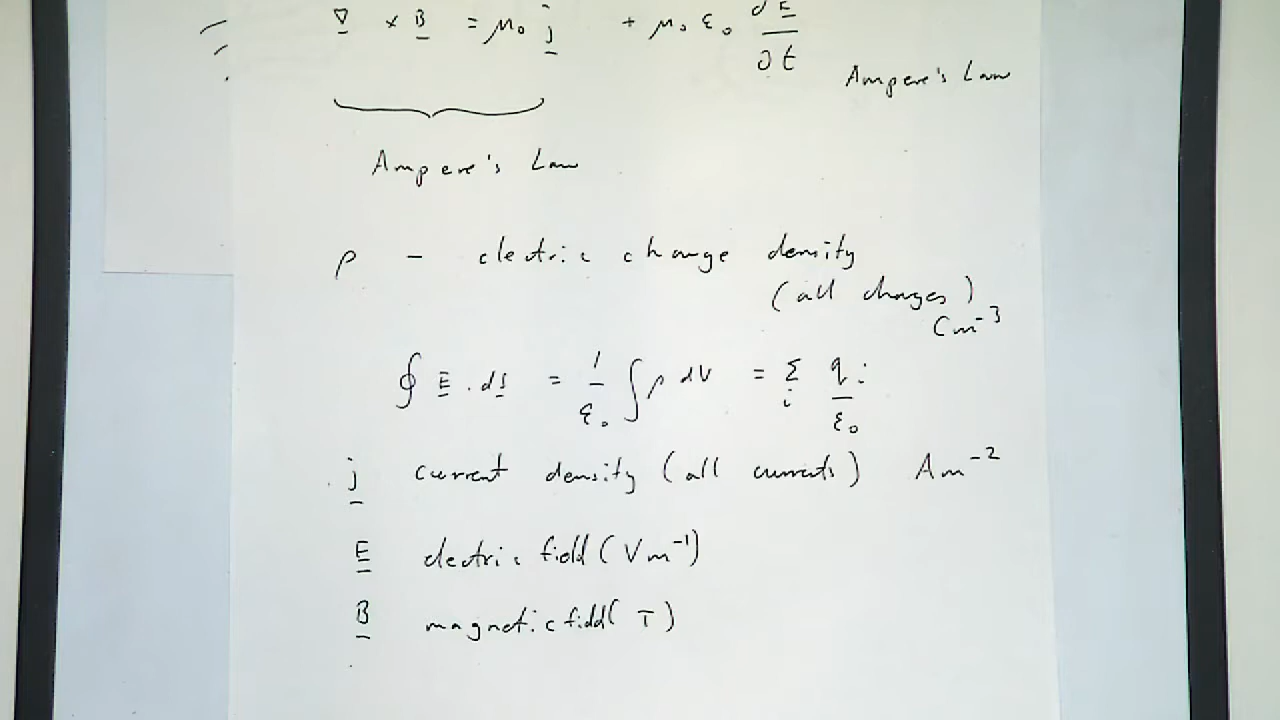 ∇ × B = μ₀ j + μ₀ ε₀ ∂E/∂t
Ampere's Law
Ampere's Law
ρ - electric charge density
(all charges)
Cm⁻³
∮ E . dS = 1/ε₀ ∫ ρ dV = Σᵢ qᵢ/ε₀
j current density (all currents) Am⁻²
E electric field (Vm⁻¹)
B magnetic field (T)